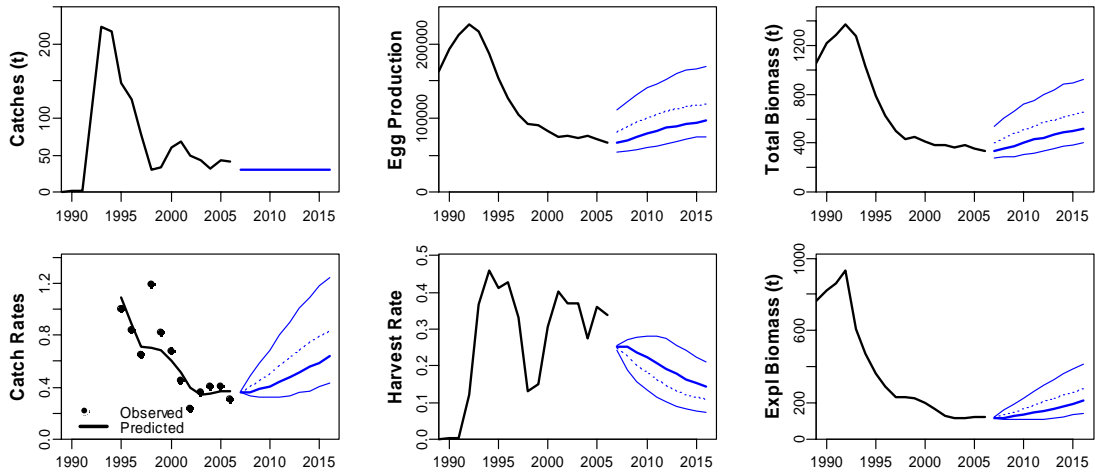 Catches (t)
0 50 100 200
1990 1995 2000 2005 2010 2015
Egg Production
0 100000 200000
1990 1995 2000 2005 2010 2015
Total Biomass (t)
0 400 800 1200
1990 1995 2000 2005 2010 2015
Catch Rates
0.0 0.4 0.8 1.2
Observed
Predicted
1990 1995 2000 2005 2010 2015
Harvest Rate
0.0 0.1 0.2 0.3 0.4 0.5
1990 1995 2000 2005 2010 2015
Expl Biomass (t)
0 200 600 1000
1990 1995 2000 2005 2010 2015